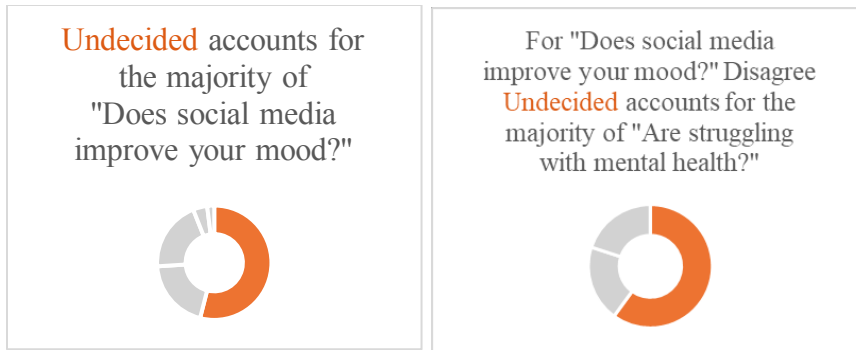 Undecided accounts for
the majority of
"Does social media
improve your mood?"
For "Does social media
improve your mood?" Disagree
Undecided accounts for the
majority of "Are struggling
with mental health?"